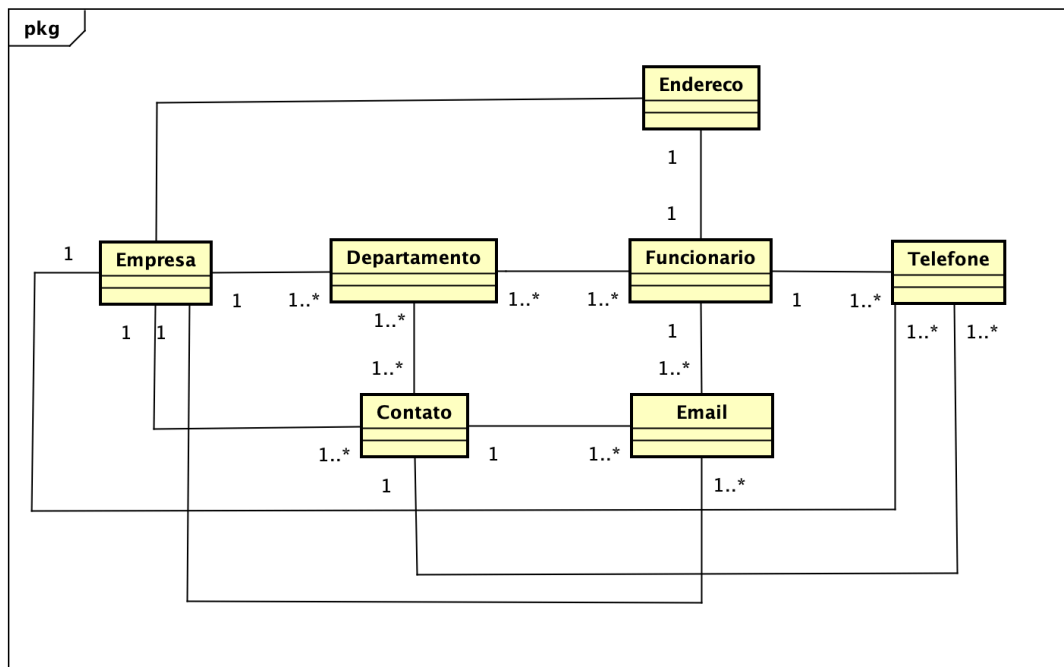 pkg
Endereco
1
1
1
Empresa
Departamento
Funcionario
Telefone
1
1..*
1..*
1..*
1
1..*
1
1
1..*
1
1..*
1..*
1..*
1..*
Contato
Email
1..*
1
1..*
1
1..*